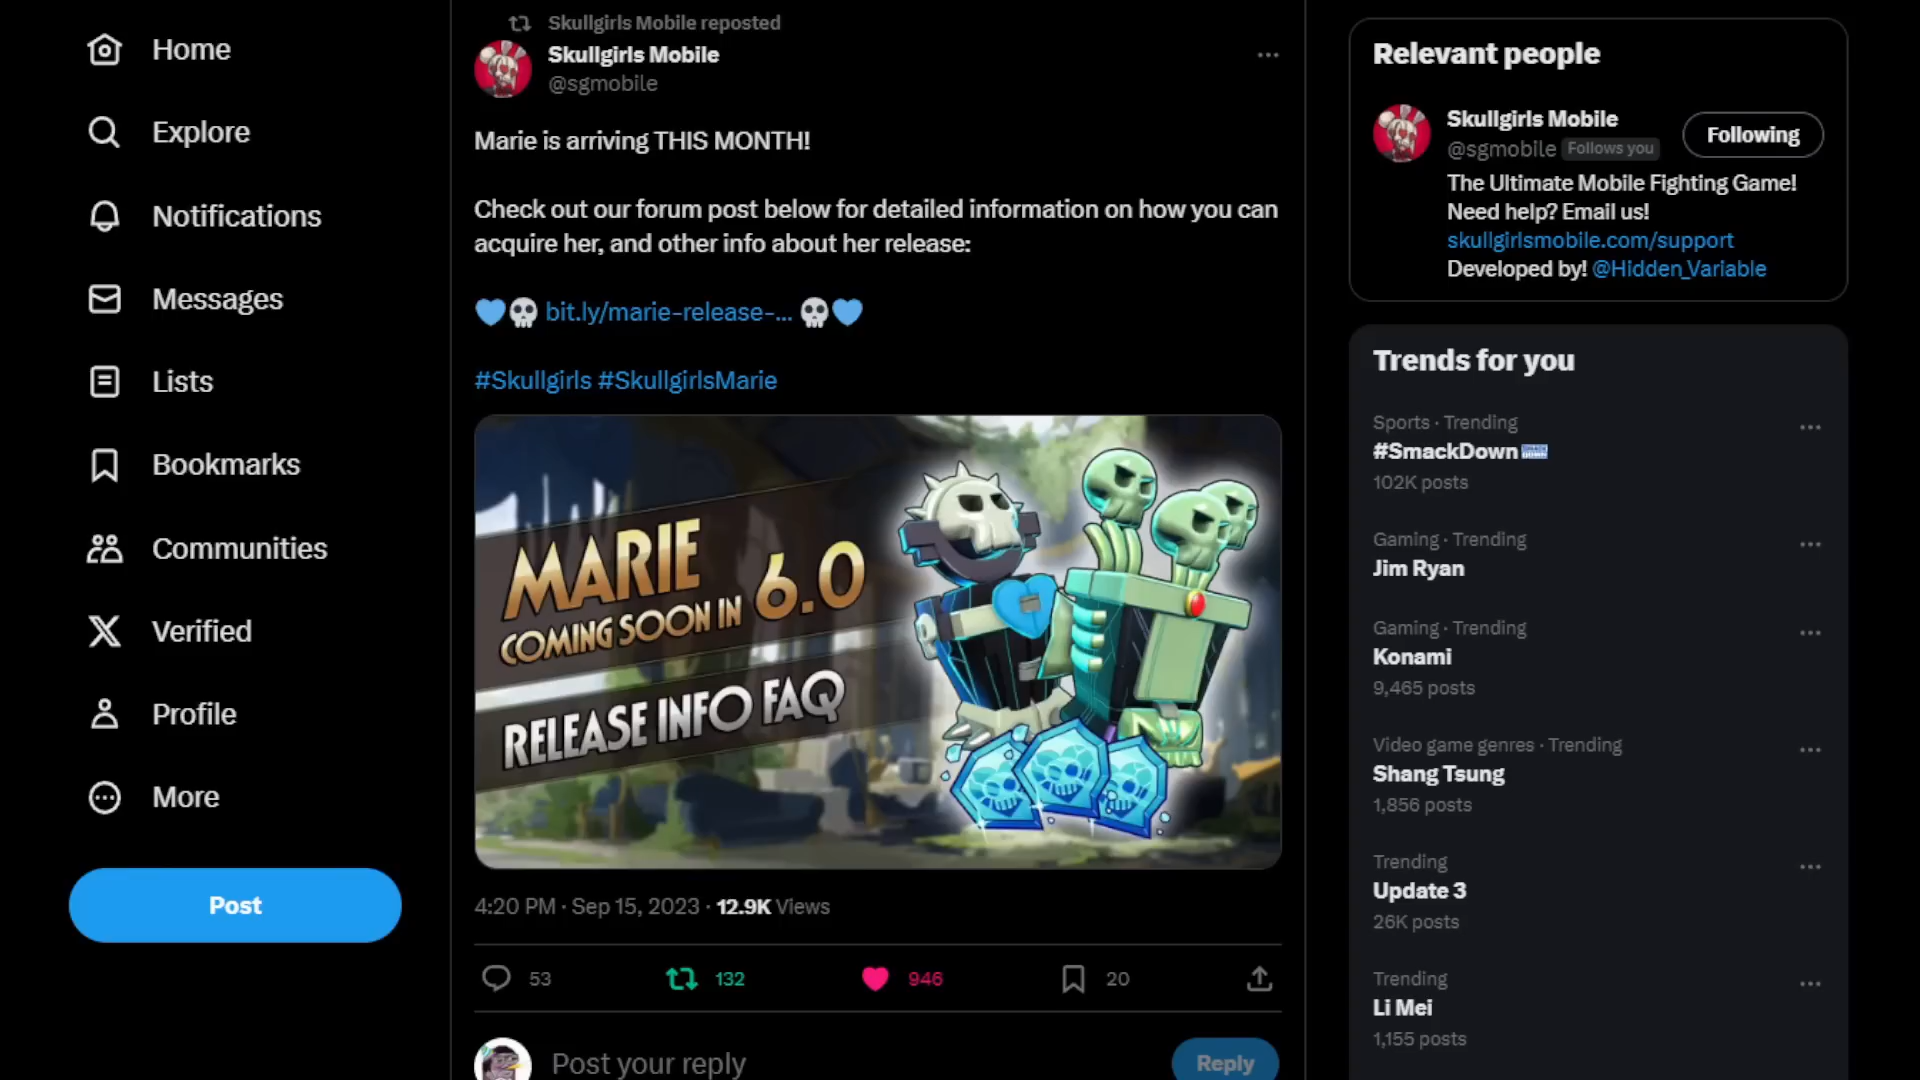 Home
Explore
Notifications
Messages
Lists
Bookmarks
Communities
Verified
Profile
More
Post
Skullgirls Mobile reposted
Skullgirls Mobile
@sgmobile
Marie is arriving THIS MONTH!
Check out our forum post below for detailed information on how you can
acquire her, and other info about her release:
💙💀 bit.ly/marie-release-... 💀💙
#Skullgirls #SkullgirlsMarie
MARIE
COMING SOON IN 6.0
RELEASE INFO FAQ
4:20 PM · Sep 15, 2023 · 12.9K Views
53 132 946 20
Post your reply
Reply
Relevant people
Skullgirls Mobile
@sgmobile Follows you
Following
The Ultimate Mobile Fighting Game!
Need help? Email us!
skullgirlsmobile.com/support
Developed by! @Hidden_Variable
Trends for you
Sports · Trending
#SmackDown
102K posts
Gaming · Trending
Jim Ryan
Gaming · Trending
Konami
9,465 posts
Video game genres · Trending
Shang Tsung
1,856 posts
Trending
Update 3
26K posts
Trending
Li Mei
1,155 posts